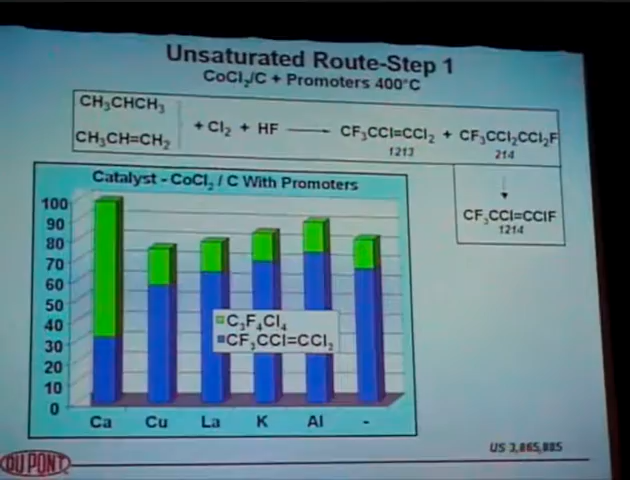 Unsaturated Route-Step 1
CoCl₂/C + Promoters 400°C
CH₃CHCH₃
CH₃CH=CH₂
+ Cl₂ + HF → CF₃CCl=CCl₂ + CF₃CCl₂CCl₂F
1213
214
CF₃CCl=CClF
1214
Catalyst - CoCl₂ / C With Promoters
100
90
80
70
60
50
40
30
20
10
0
C₃F₄Cl₄
CF₃CCl=CCl₂
Ca Cu La K Al -
DU PONT
US 3,865,885